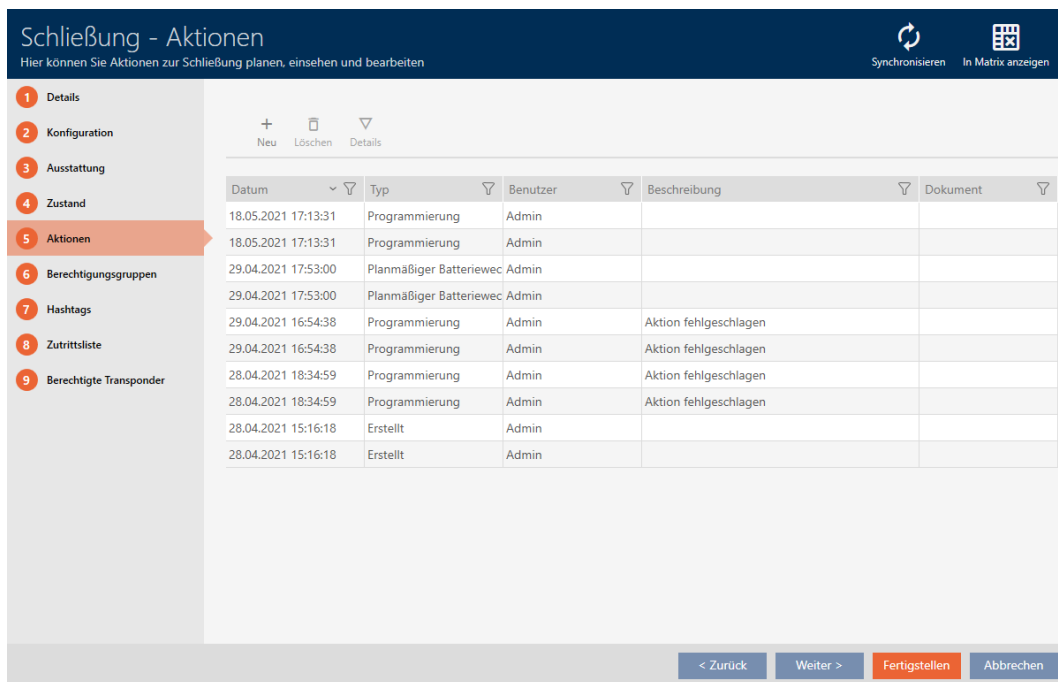 Schließung - Aktionen
Hier können Sie Aktionen zur Schließung planen, einsehen und bearbeiten
Synchronisieren In Matrix anzeigen
1 Details
2 Konfiguration
3 Ausstattung
4 Zustand
5 Aktionen
6 Berechtigungsgruppen
7 Hashtags
8 Zutrittsliste
9 Berechtigte Transponder
Neu Löschen Details
Datum Typ Benutzer Beschreibung Dokument
18.05.2021 17:13:31 Programmierung Admin
18.05.2021 17:13:31 Programmierung Admin
29.04.2021 17:53:00 Planmäßiger Batteriewec Admin
29.04.2021 17:53:00 Planmäßiger Batteriewec Admin
29.04.2021 16:54:38 Programmierung Admin Aktion fehlgeschlagen
29.04.2021 16:54:38 Programmierung Admin Aktion fehlgeschlagen
28.04.2021 18:34:59 Programmierung Admin Aktion fehlgeschlagen
28.04.2021 18:34:59 Programmierung Admin Aktion fehlgeschlagen
28.04.2021 15:16:18 Erstellt Admin
28.04.2021 15:16:18 Erstellt Admin
< Zurück Weiter > Fertigstellen Abbrechen